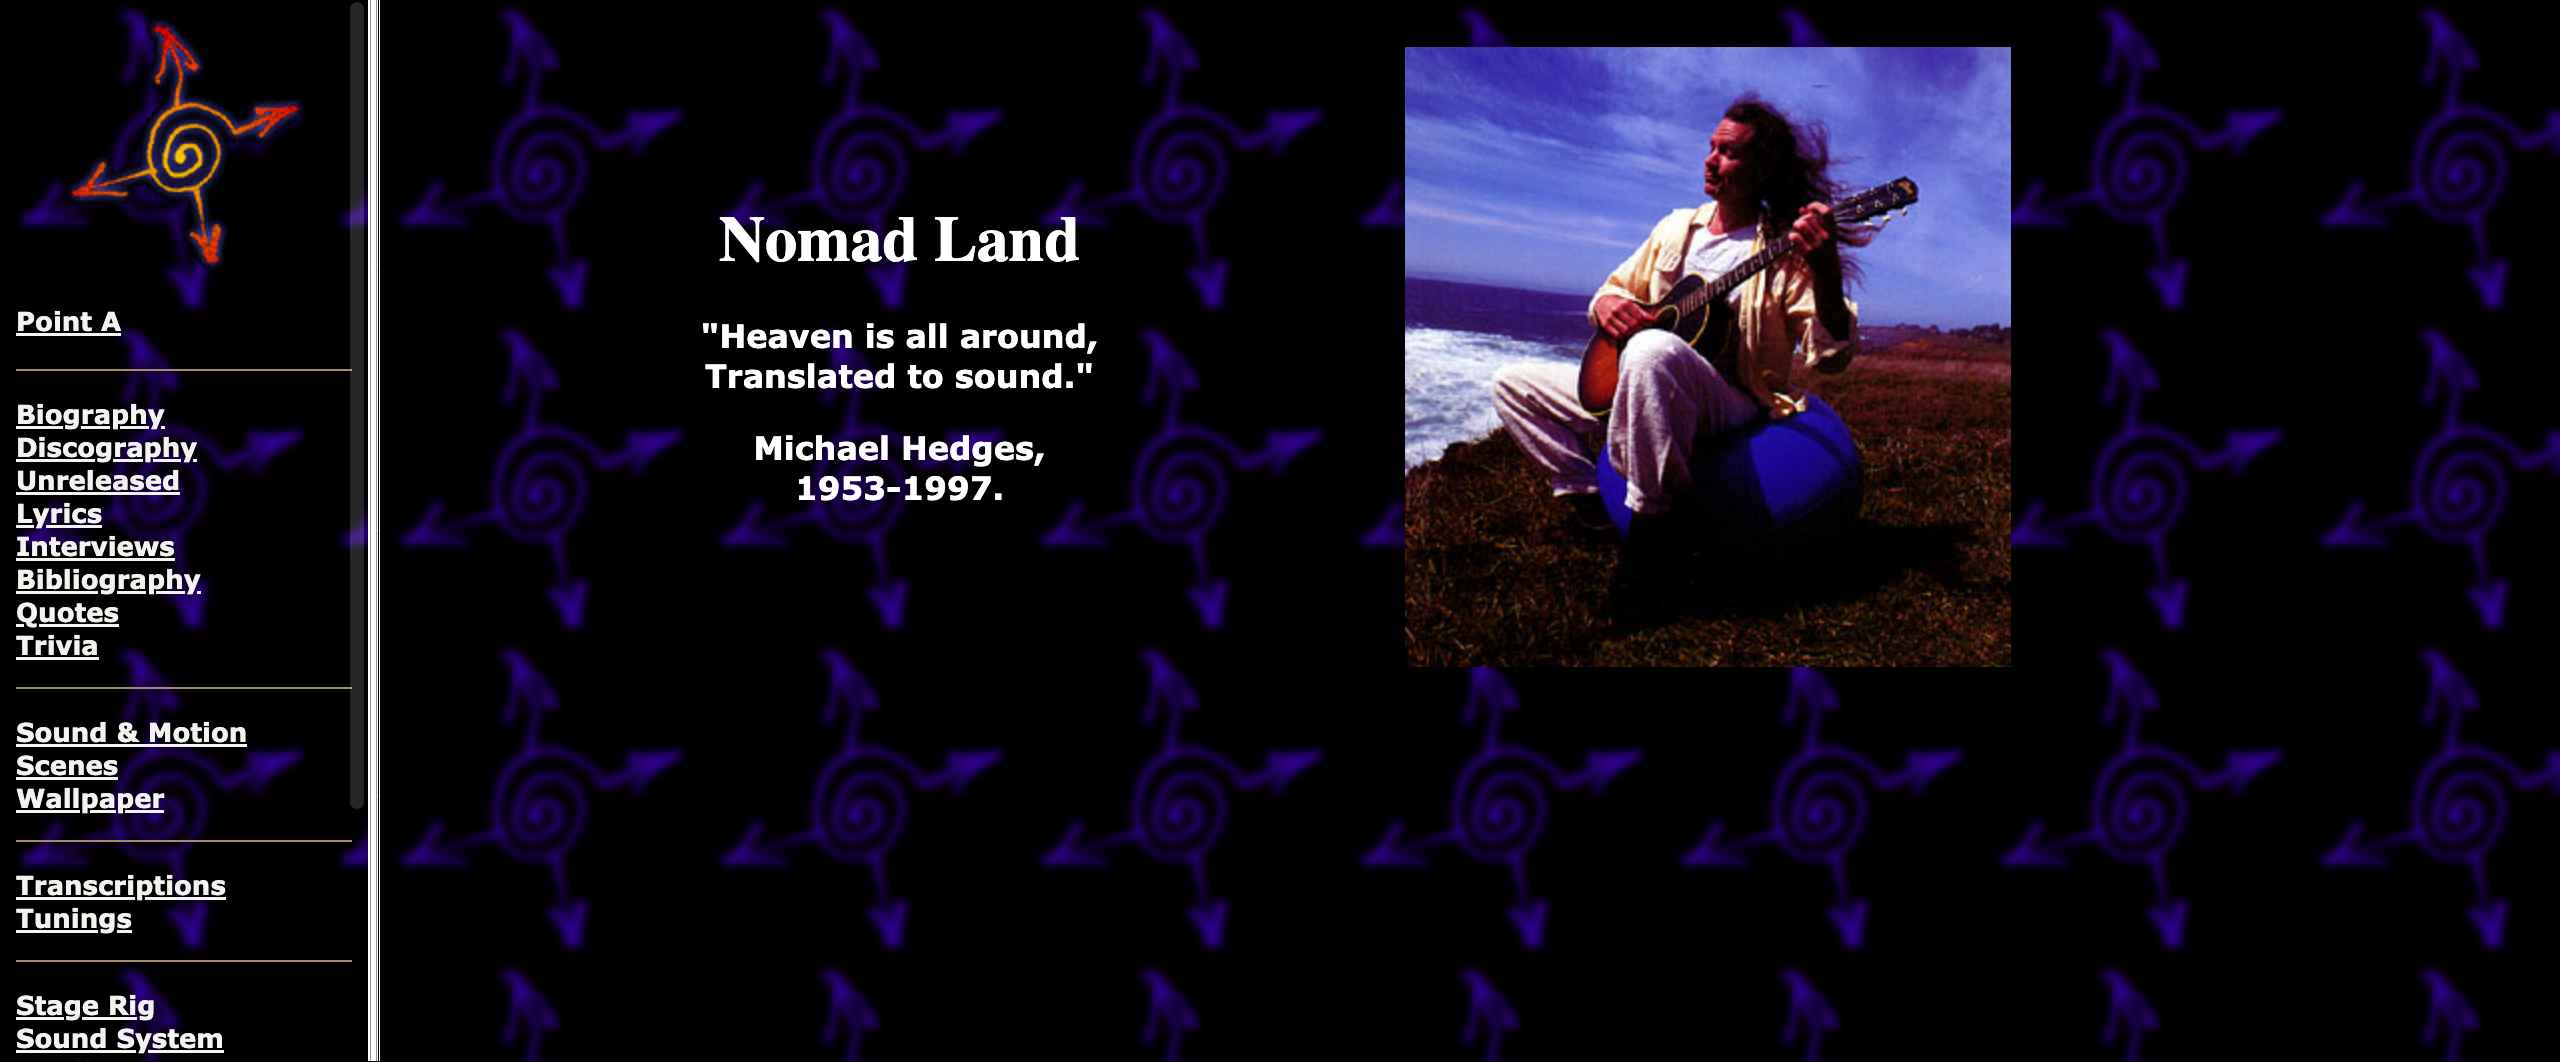 Point A
Biography
Discography
Unreleased
Lyrics
Interviews
Bibliography
Quotes
Trivia
Sound & Motion
Scenes
Wallpaper
Transcriptions
Tunings
Stage Rig
Sound System
Nomad Land
"Heaven is all around,
Translated to sound."
Michael Hedges,
1953-1997.